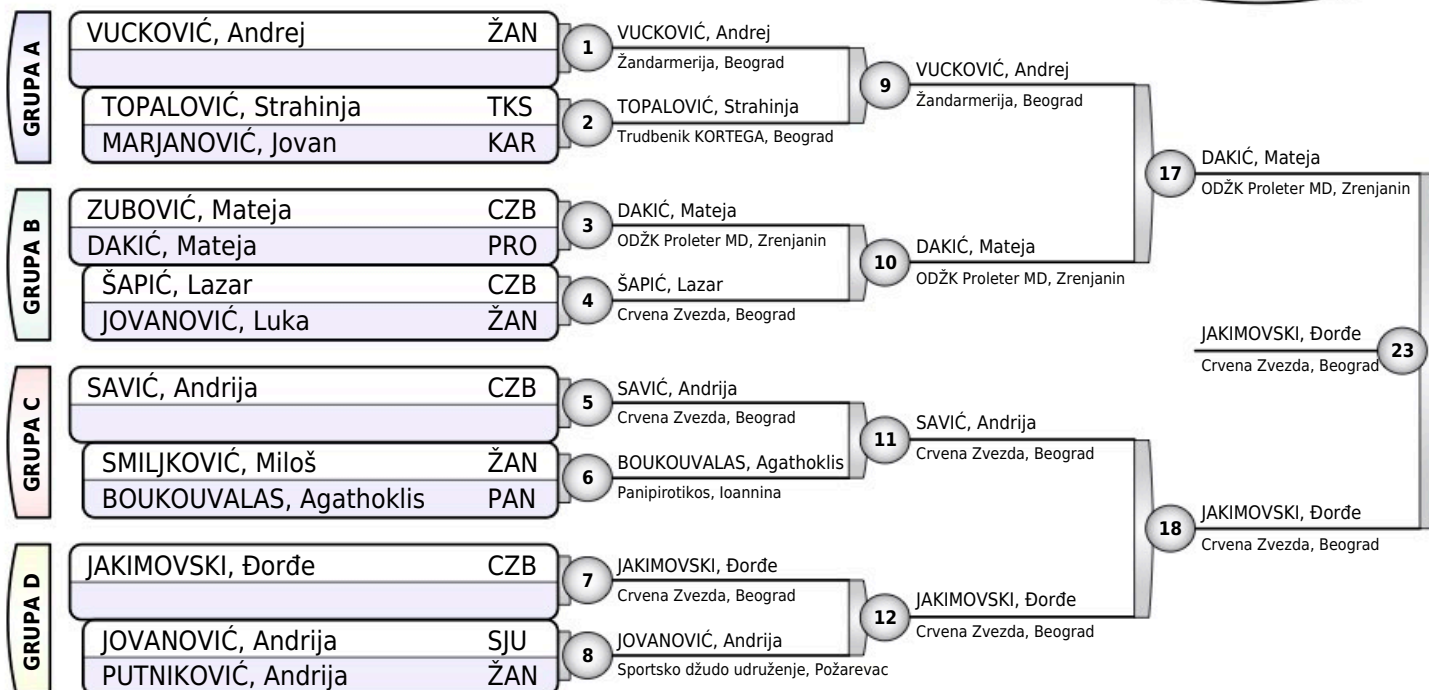 GRUPA A
VUCKOVIĆ, Andrej ŽAN
TOPALOVIĆ, Strahinja TKS
MARJANOVIĆ, Jovan KAR
GRUPA B
ZUBOVIĆ, Mateja CZB
DAKIĆ, Mateja PRO
ŠAPIĆ, Lazar CZB
JOVANOVIĆ, Luka ŽAN
GRUPA C
SAVIĆ, Andrija CZB
SMILJKOVIĆ, Miloš ŽAN
BOUKOUVALAS, Agathoklis PAN
GRUPA D
JAKIMOVSKI, Đorđe CZB
JOVANOVIĆ, Andrija SJU
PUTNIKOVIĆ, Andrija ŽAN
1
VUCKOVIĆ, Andrej
Žandarmerija, Beograd
2
TOPALOVIĆ, Strahinja
Trudbenik KORTEGA, Beograd
3
DAKIĆ, Mateja
ODŽK Proleter MD, Zrenjanin
4
ŠAPIĆ, Lazar
Crvena Zvezda, Beograd
5
SAVIĆ, Andrija
Crvena Zvezda, Beograd
6
BOUKOUVALAS, Agathoklis
Panipirotikos, Ioannina
7
JAKIMOVSKI, Đorđe
Crvena Zvezda, Beograd
8
JOVANOVIĆ, Andrija
Sportsko džudo udruženje, Požarevac
9
VUCKOVIĆ, Andrej
Žandarmerija, Beograd
10
DAKIĆ, Mateja
ODŽK Proleter MD, Zrenjanin
11
SAVIĆ, Andrija
Crvena Zvezda, Beograd
12
JAKIMOVSKI, Đorđe
Crvena Zvezda, Beograd
17
DAKIĆ, Mateja
ODŽK Proleter MD, Zrenjanin
18
JAKIMOVSKI, Đorđe
Crvena Zvezda, Beograd
JAKIMOVSKI, Đorđe
Crvena Zvezda, Beograd
23